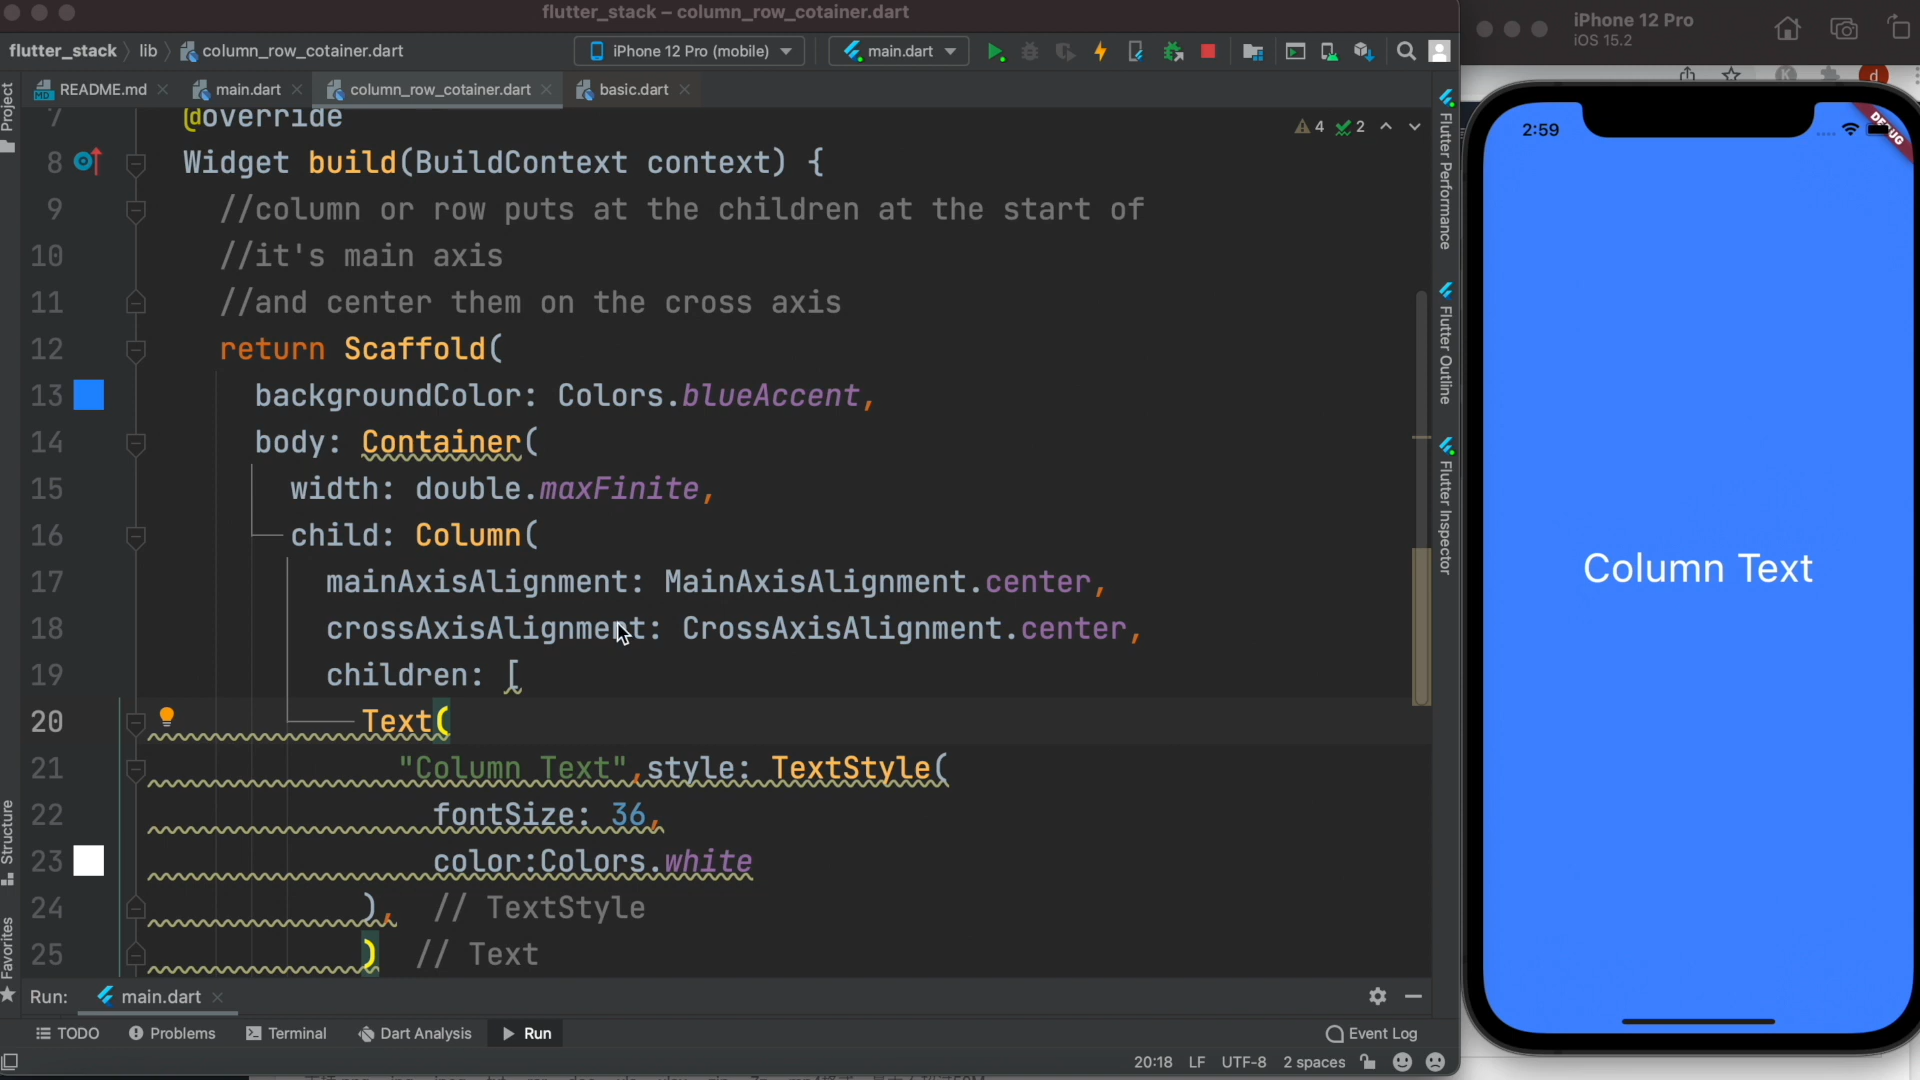 flutter_stack – column_row_cotainer.dart
iPhone 12 Pro
iOS 15.2
flutter_stack
lib
column_row_cotainer.dart
iPhone 12 Pro (mobile)
main.dart
README.md
main.dart
column_row_cotainer.dart
basic.dart
Project
7 @override
4 2
8 Widget build(BuildContext context) {
9 //column or row puts at the children at the start of
10 //it's main axis
11 //and center them on the cross axis
12 return Scaffold(
13 backgroundColor: Colors.blueAccent,
14 body: Container(
15 width: double.maxFinite,
16 child: Column(
17 mainAxisAlignment: MainAxisAlignment.center,
18 crossAxisAlignment: CrossAxisAlignment.center,
19 children: [
20 Text(
21 "Column Text",style: TextStyle(
22 fontSize: 36,
23 color:Colors.white
24 ), // TextStyle
25 ) // Text
Structure
Favorites
Flutter Performance
Flutter Outline
Flutter Inspector
K
d
2:59
DEBUG
Column Text
Run:
main.dart
TODO
Problems
Terminal
Dart Analysis
Run
Event Log
20:18 LF UTF-8 2 spaces